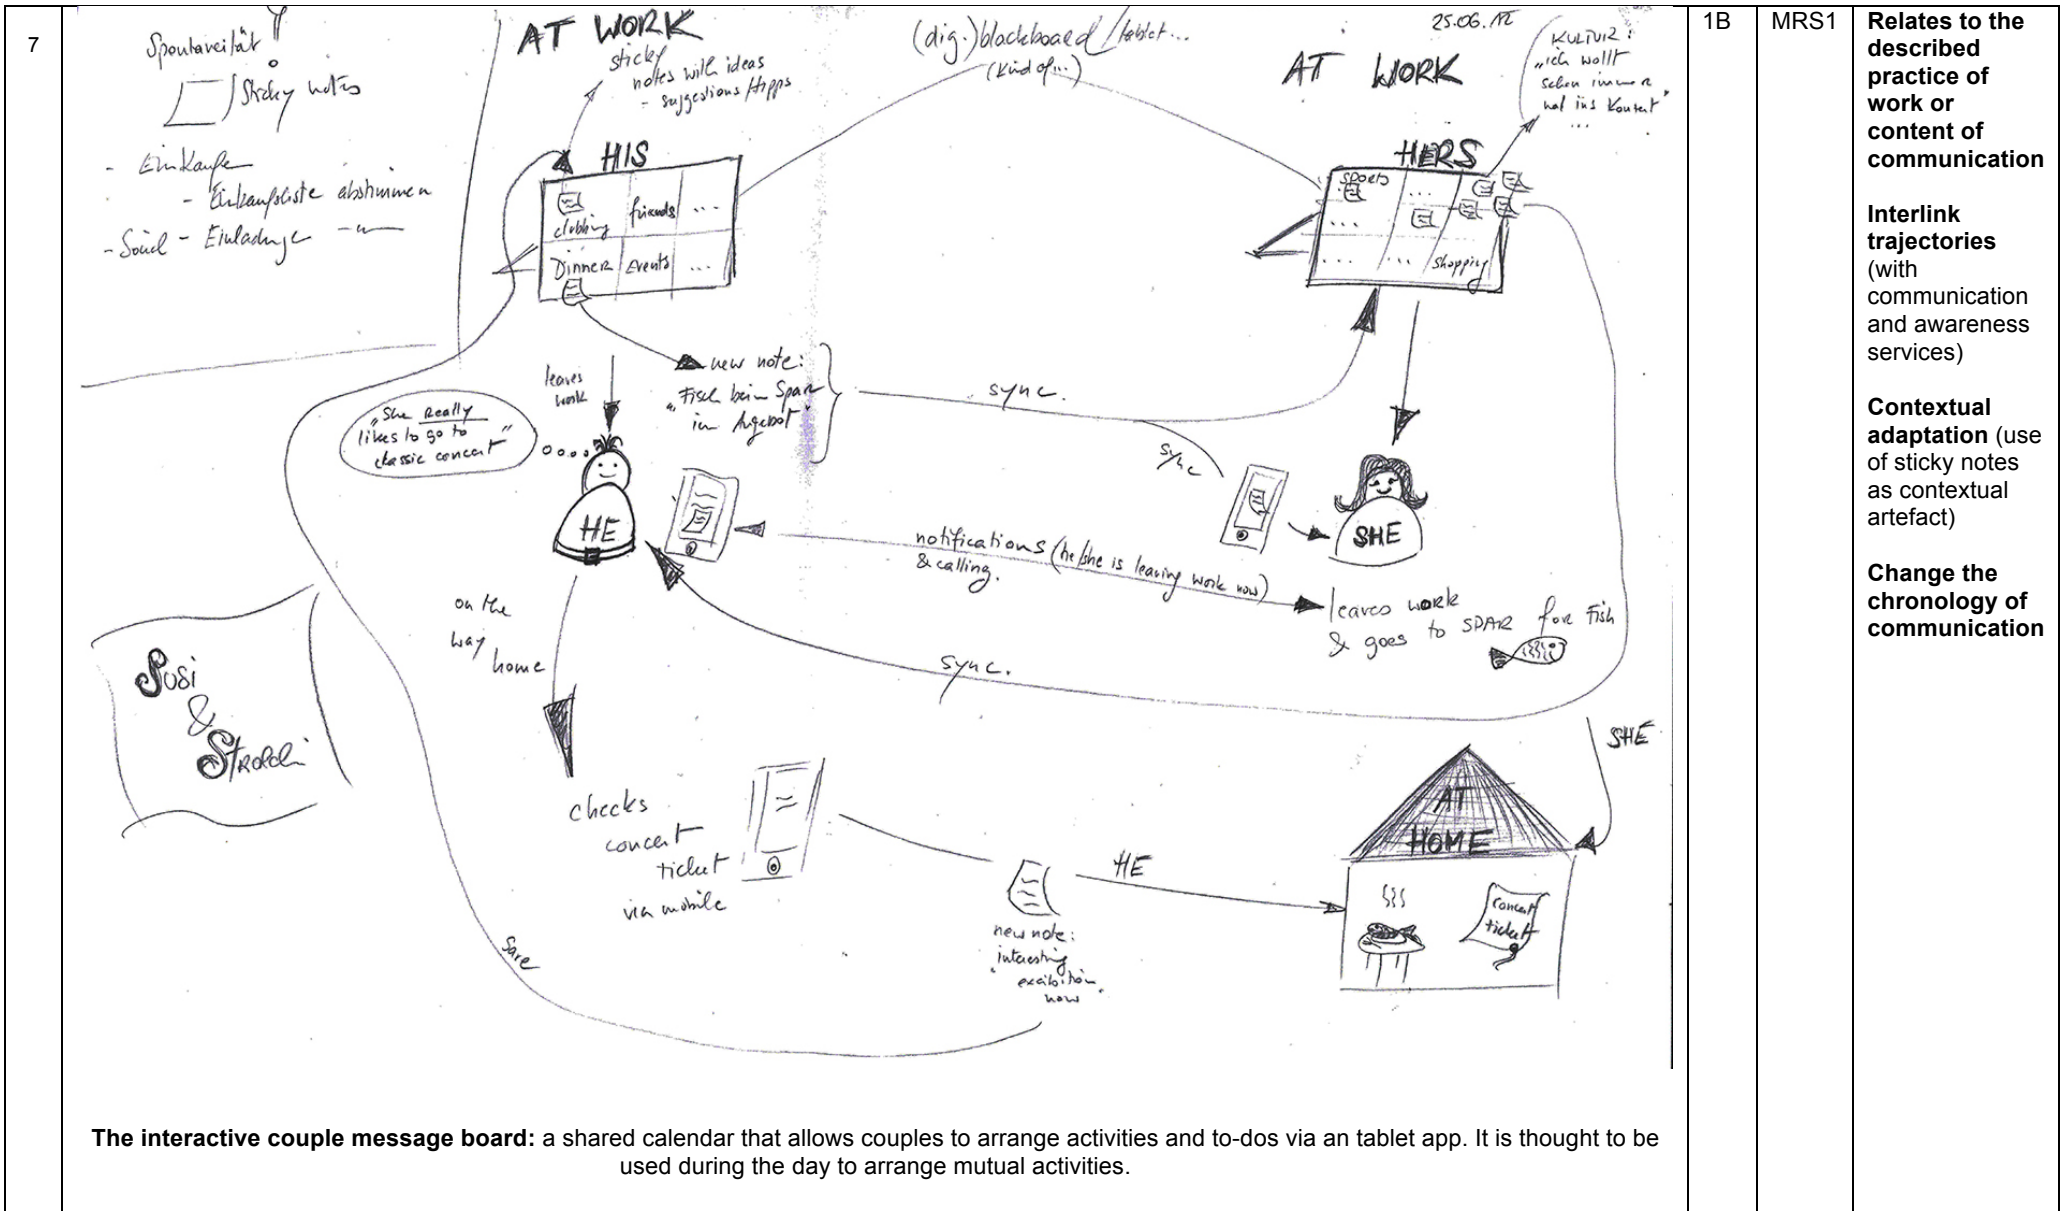 7
Spontaveität
Sticky notes
- Einkaufe
- Einkaufsliste abstimmen
- Social - Einladunge - " -
AT WORK
sticky
notes with ideas
- suggestions/tipps
(dig.) blackboard/tablet...
(kind of...)
25.06.12
AT WORK
KULTUR:
"ich wollt
schon immer
mal ins Konzert"
...
HIS
clubbing
friends
...
Dinner
Events
...
HERS
sports
...
...
...
...
shopping
leaves
work
new note:
"Fisch beim Spar
im Angebot"
sync.
sync
"She really
likes to go to
classic concert"
HE
SHE
notifications (he/she is leaving work now)
& calling.
leaves work
& goes to SPAR for Fish
on the
way
home
sync.
Susi
&
Strolchi
SHE
checks
concert
ticket
via mobile
HE
AT
HOME
concert
ticket
new note:
"interesting
excibition
now"
Save
The interactive couple message board: a shared calendar that allows couples to arrange activities and to-dos via an tablet app. It is thought to be
used during the day to arrange mutual activities.
1B
MRS1
Relates to the
described
practice of
work or
content of
communication
Interlink
trajectories
(with
communication
and awareness
services)
Contextual
adaptation (use
of sticky notes
as contextual
artefact)
Change the
chronology of
communication